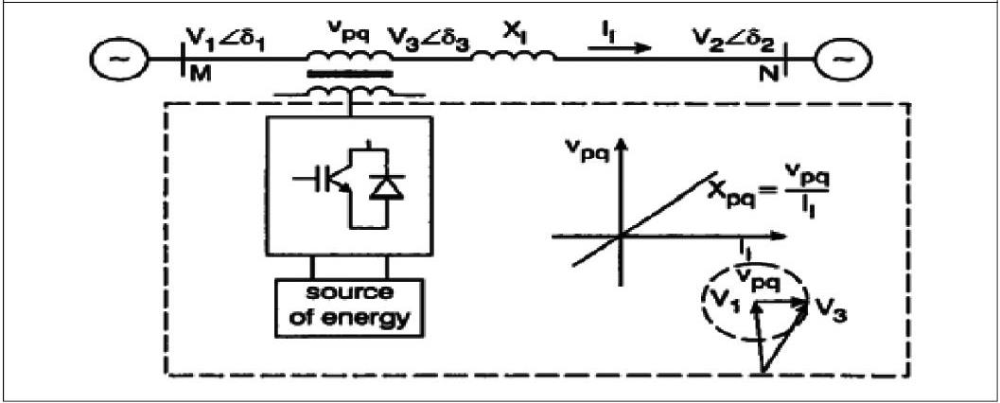 V₁∠δ₁ vpq V₃∠δ₃ Xₗ Iₗ V₂∠δ₂
~ ~
M N
vpq
Xpq = vpq / Iₗ
Iₗ
source
of energy
vpq
V₁ V₃